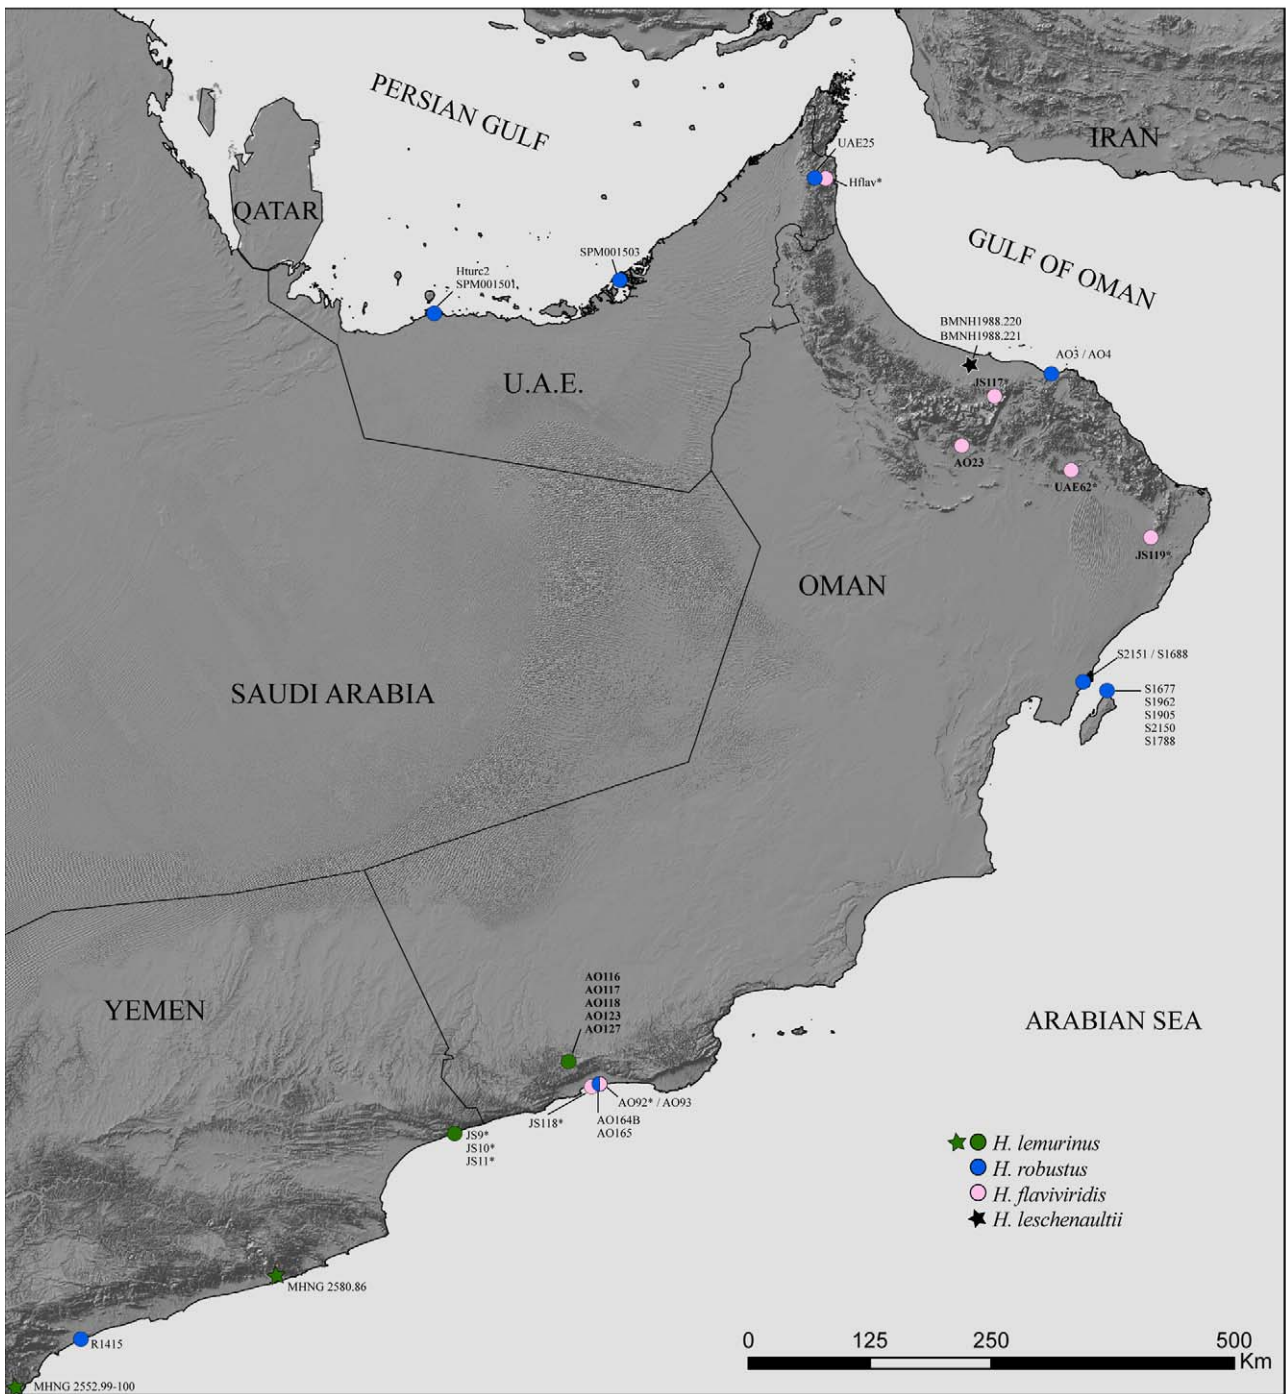 PERSIAN GULF
IRAN
UAE25
Hflav*
QATAR
GULF OF OMAN
SPM001503
Hturc2
SPM001501
BMNH1988.220
BMNH1988.221
AO3 / AO4
U.A.E.
JS117*
AO23
UAE62*
JS119*
OMAN
S2151 / S1688
SAUDI ARABIA
S1677
S1962
S1905
S2150
S1788
AO116
AO117
AO118
AO123
AO127
YEMEN
ARABIAN SEA
AO92* / AO93
JS118*
AO164B
AO165
JS9*
JS10*
JS11*
H. lemurinus
H. robustus
H. flaviviridis
H. leschenaultii
MHNG 2580.86
R1415
MHNG 2552.99-100
0 125 250 500
Km